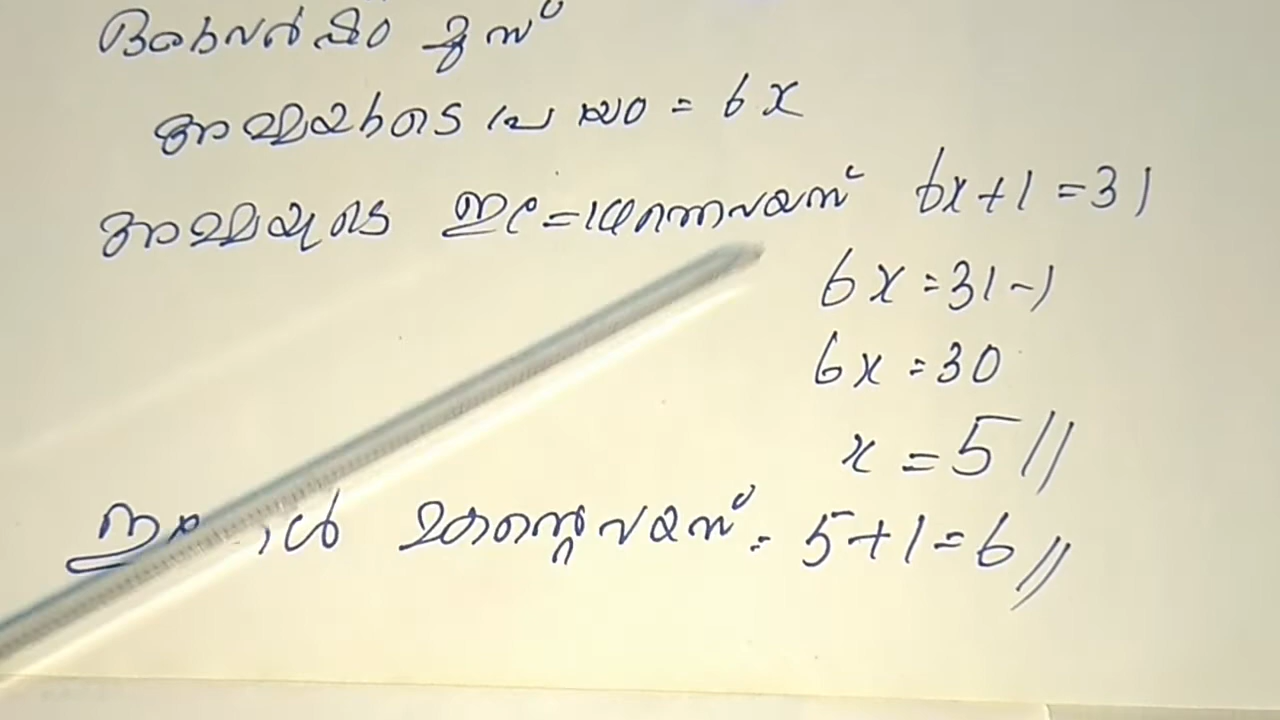 ഒരുവർഷം മുമ്പ്
അമ്മയുടെ പ്രായം = 6x
അമ്മയുടെ ഇപ്പോഴത്തെ വയസ് 6x+1=31
6x=31-1
6x=30
x=5//
മകന്റെ വയസ് = 5+1=6//